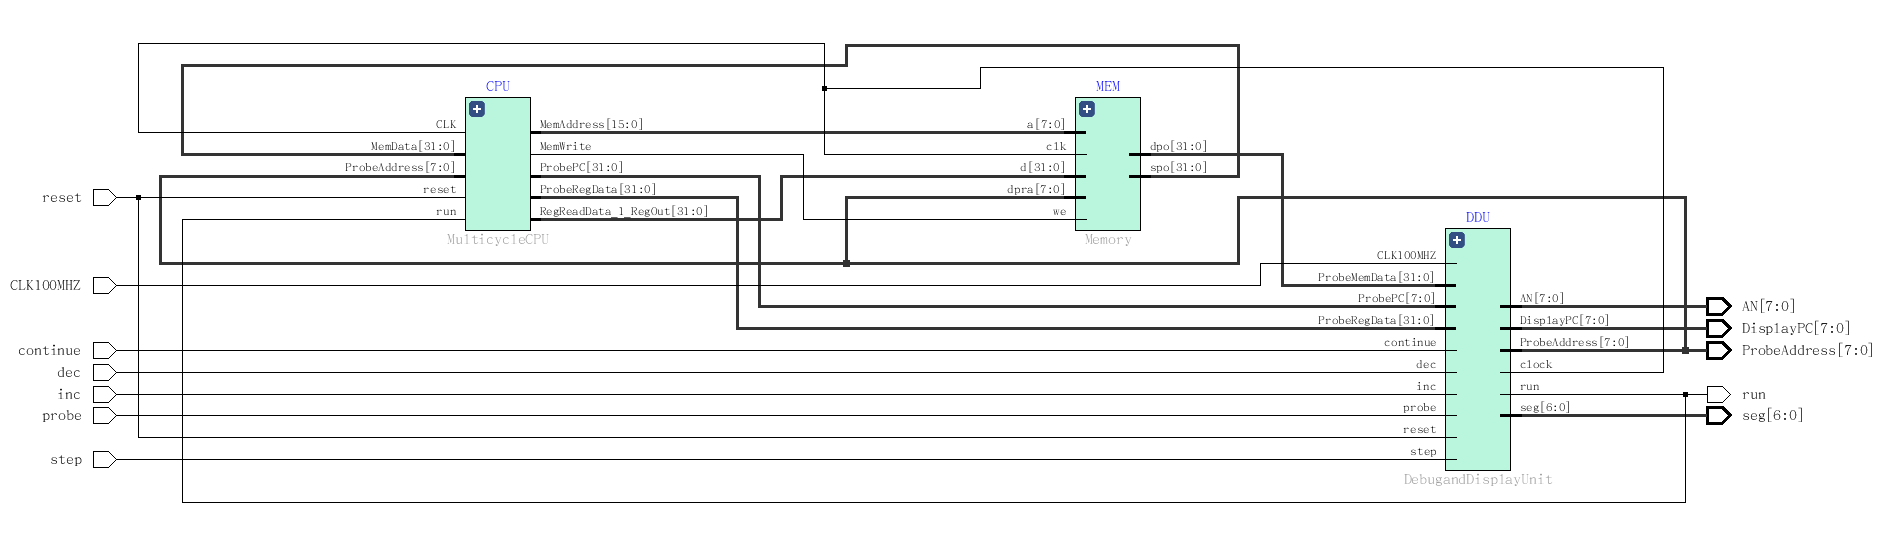 CPU
MEM
CLK
MemAddress[15:0]
a[7:0]
MemData[31:0]
MemWrite
clk
dpo[31:0]
ProbeAddress[7:0]
ProbePC[31:0]
d[31:0]
spo[31:0]
reset
reset
ProbeRegData[31:0]
dpra[7:0]
run
RegReadData_1_RegOut[31:0]
we
DDU
MulticycleCPU
Memory
CLK100MHZ
CLK100MHZ
ProbeMemData[31:0]
ProbePC[7:0]
AN[7:0]
AN[7:0]
ProbeRegData[31:0]
DisplayPC[7:0]
DisplayPC[7:0]
continue
continue
ProbeAddress[7:0]
ProbeAddress[7:0]
dec
dec
clock
inc
inc
run
run
probe
probe
seg[6:0]
seg[6:0]
reset
step
step
DebugandDisplayUnit